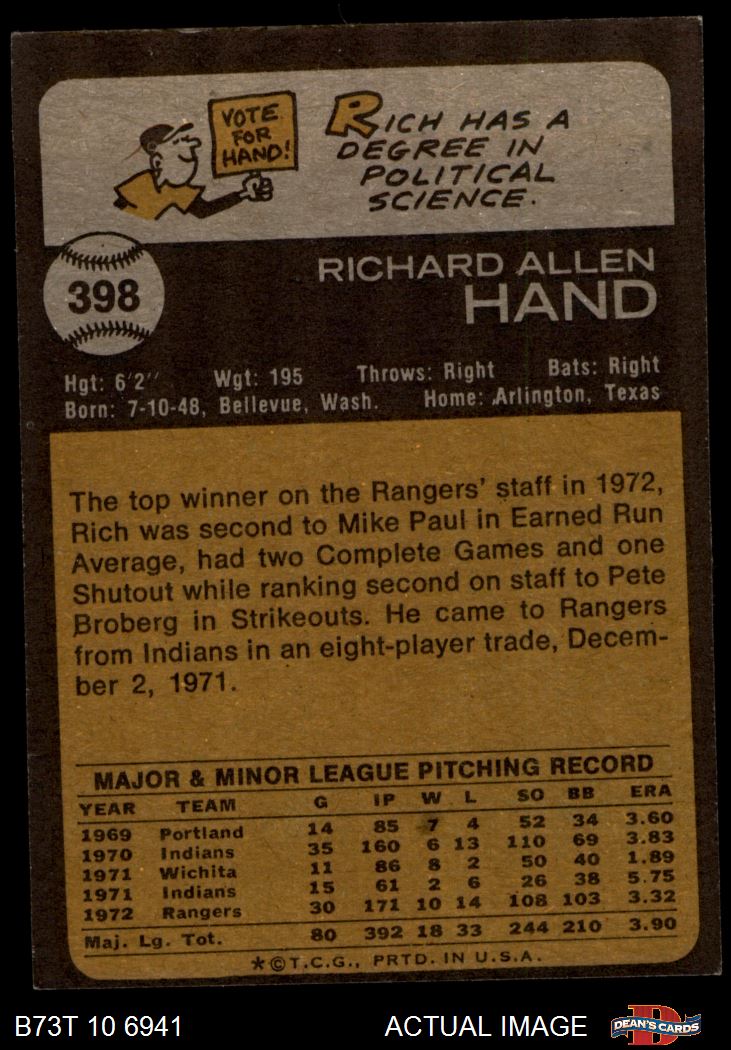 VOTE
FOR
HAND!
RICH HAS A
DEGREE IN
POLITICAL
SCIENCE.
398
RICHARD ALLEN
HAND
Hgt: 6'2" Wgt: 195 Throws: Right Bats: Right
Born: 7-10-48, Bellevue, Wash. Home: Arlington, Texas
The top winner on the Rangers' staff in 1972,
Rich was second to Mike Paul in Earned Run
Average, had two Complete Games and one
Shutout while ranking second on staff to Pete
Broberg in Strikeouts. He came to Rangers
from Indians in an eight-player trade, Decem-
ber 2, 1971.
MAJOR & MINOR LEAGUE PITCHING RECORD
YEAR TEAM G IP W L SO BB ERA
1969 Portland 14 85 7 4 52 34 3.60
1970 Indians 35 160 6 13 110 69 3.83
1971 Wichita 11 86 8 2 50 40 1.89
1971 Indians 15 61 2 6 26 38 5.75
1972 Rangers 30 171 10 14 108 103 3.32
Maj. Lg. Tot. 80 392 18 33 244 210 3.90
*©T.C.G., PRTD. IN U.S.A.
B73T 10 6941 ACTUAL IMAGE D DEAN'S CARDS